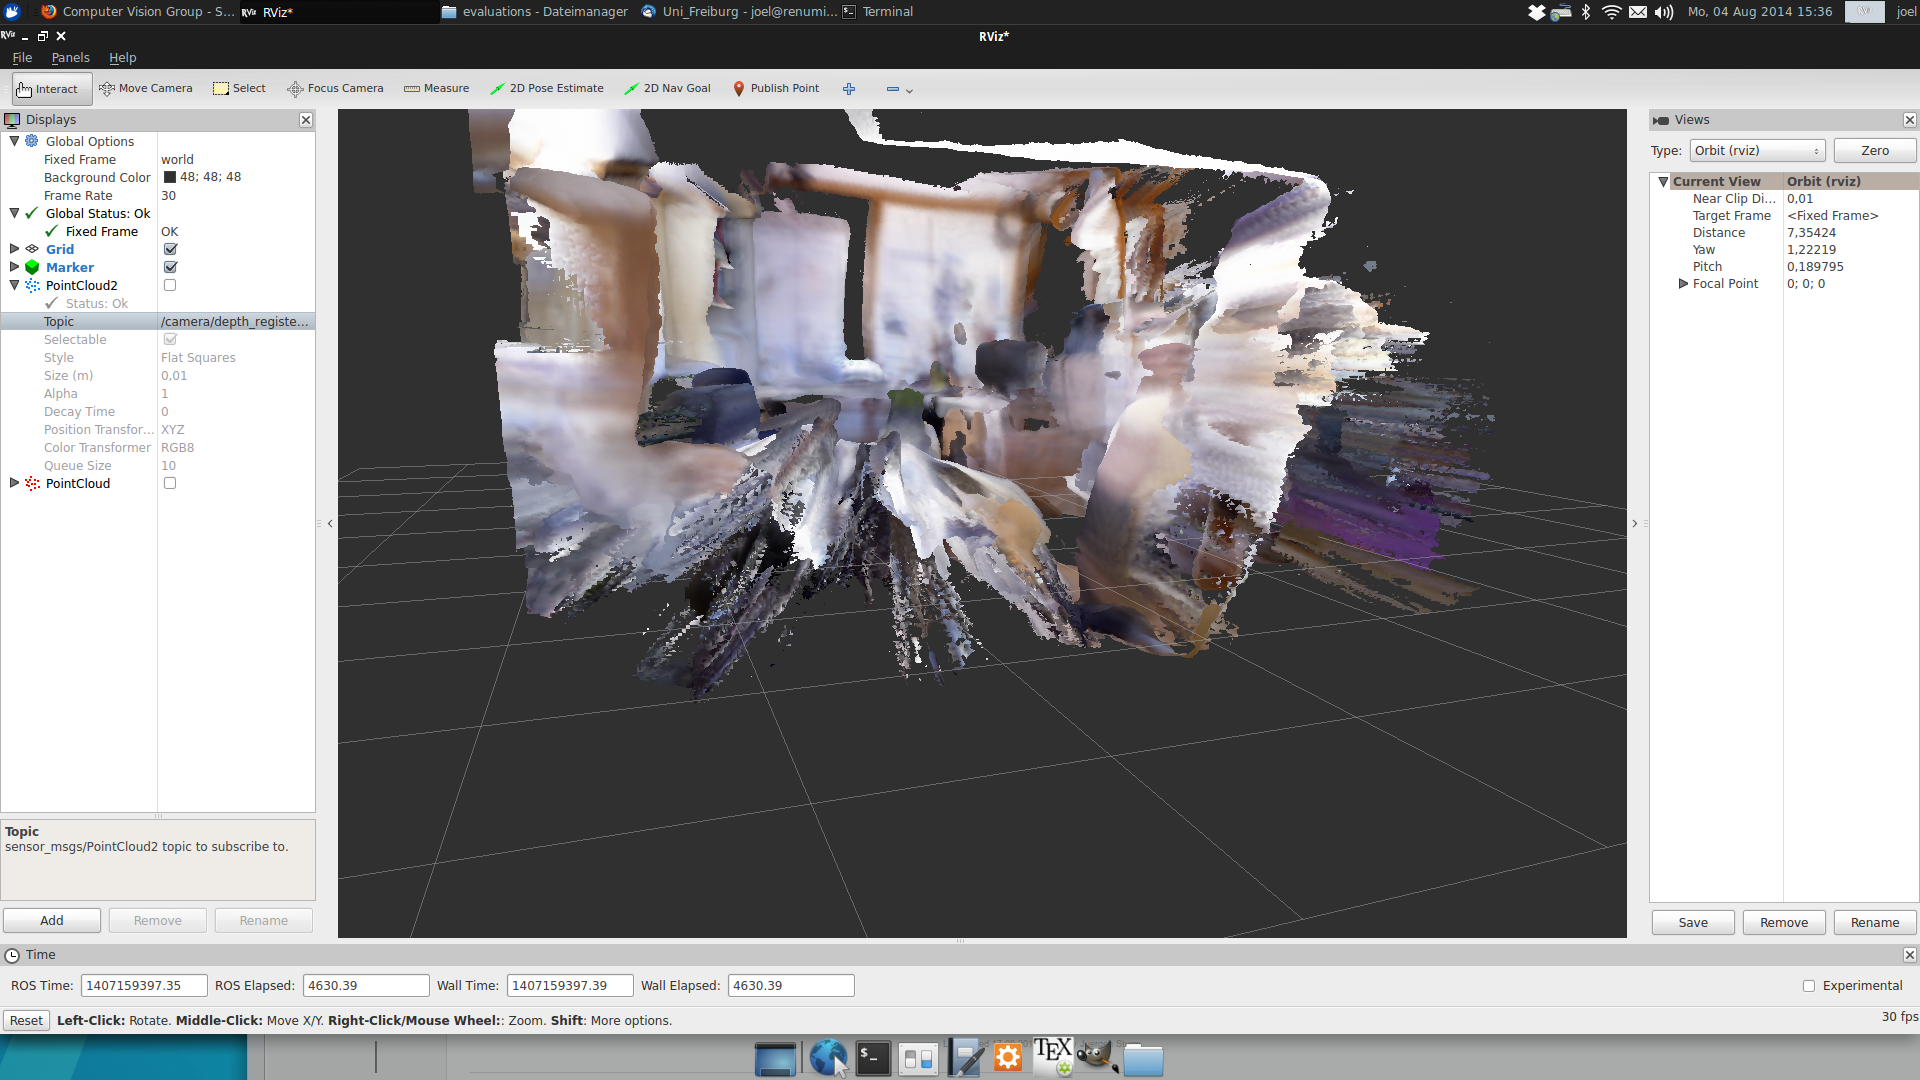 Computer Vision Group - S... RViz* evaluations - Dateimanager Uni_Freiburg - joel@renumi... Terminal Mo, 04 Aug 2014 15:36 joel
RViz*
File Panels Help
Interact Move Camera Select Focus Camera Measure 2D Pose Estimate 2D Nav Goal Publish Point
Displays
Global Options
Fixed Frame world
Background Color 48; 48; 48
Frame Rate 30
Global Status: Ok
Fixed Frame OK
Grid
Marker
PointCloud2
Status: Ok
Topic /camera/depth_registe...
Selectable
Style Flat Squares
Size (m) 0,01
Alpha 1
Decay Time 0
Position Transfor... XYZ
Color Transformer RGB8
Queue Size 10
PointCloud
Topic
sensor_msgs/PointCloud2 topic to subscribe to.
Add Remove Rename
Views
Type: Orbit (rviz) Zero
Current View Orbit (rviz)
Near Clip Di... 0,01
Target Frame <Fixed Frame>
Distance 7,35424
Yaw 1,22219
Pitch 0,189795
Focal Point 0; 0; 0
Save Remove Rename
Time
ROS Time: 1407159397.35 ROS Elapsed: 4630.39 Wall Time: 1407159397.39 Wall Elapsed: 4630.39 Experimental
Reset Left-Click: Rotate. Middle-Click: Move X/Y. Right-Click/Mouse Wheel:: Zoom. Shift: More options. 30 fps
TEX